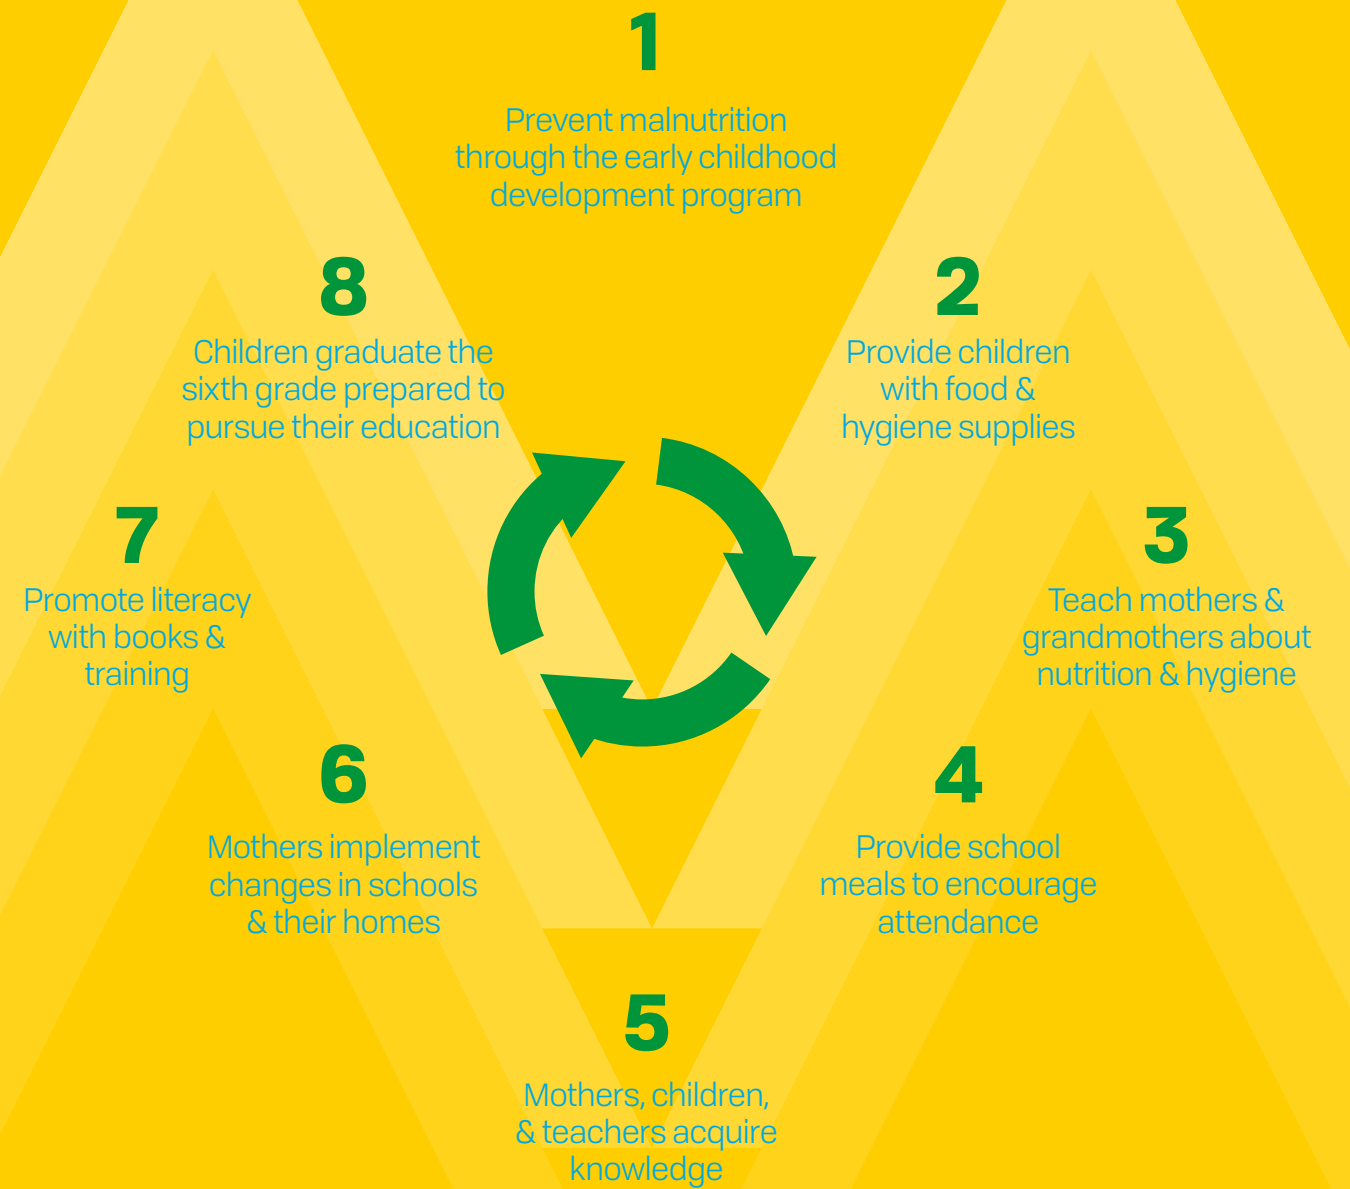 1
Prevent malnutrition
through the early childhood
development program
2
Provide children
with food &
hygiene supplies
3
Teach mothers &
grandmothers about
nutrition & hygiene
4
Provide school
meals to encourage
attendance
5
Mothers, children,
& teachers acquire
knowledge
6
Mothers implement
changes in schools
& their homes
7
Promote literacy
with books &
training
8
Children graduate the
sixth grade prepared to
pursue their education